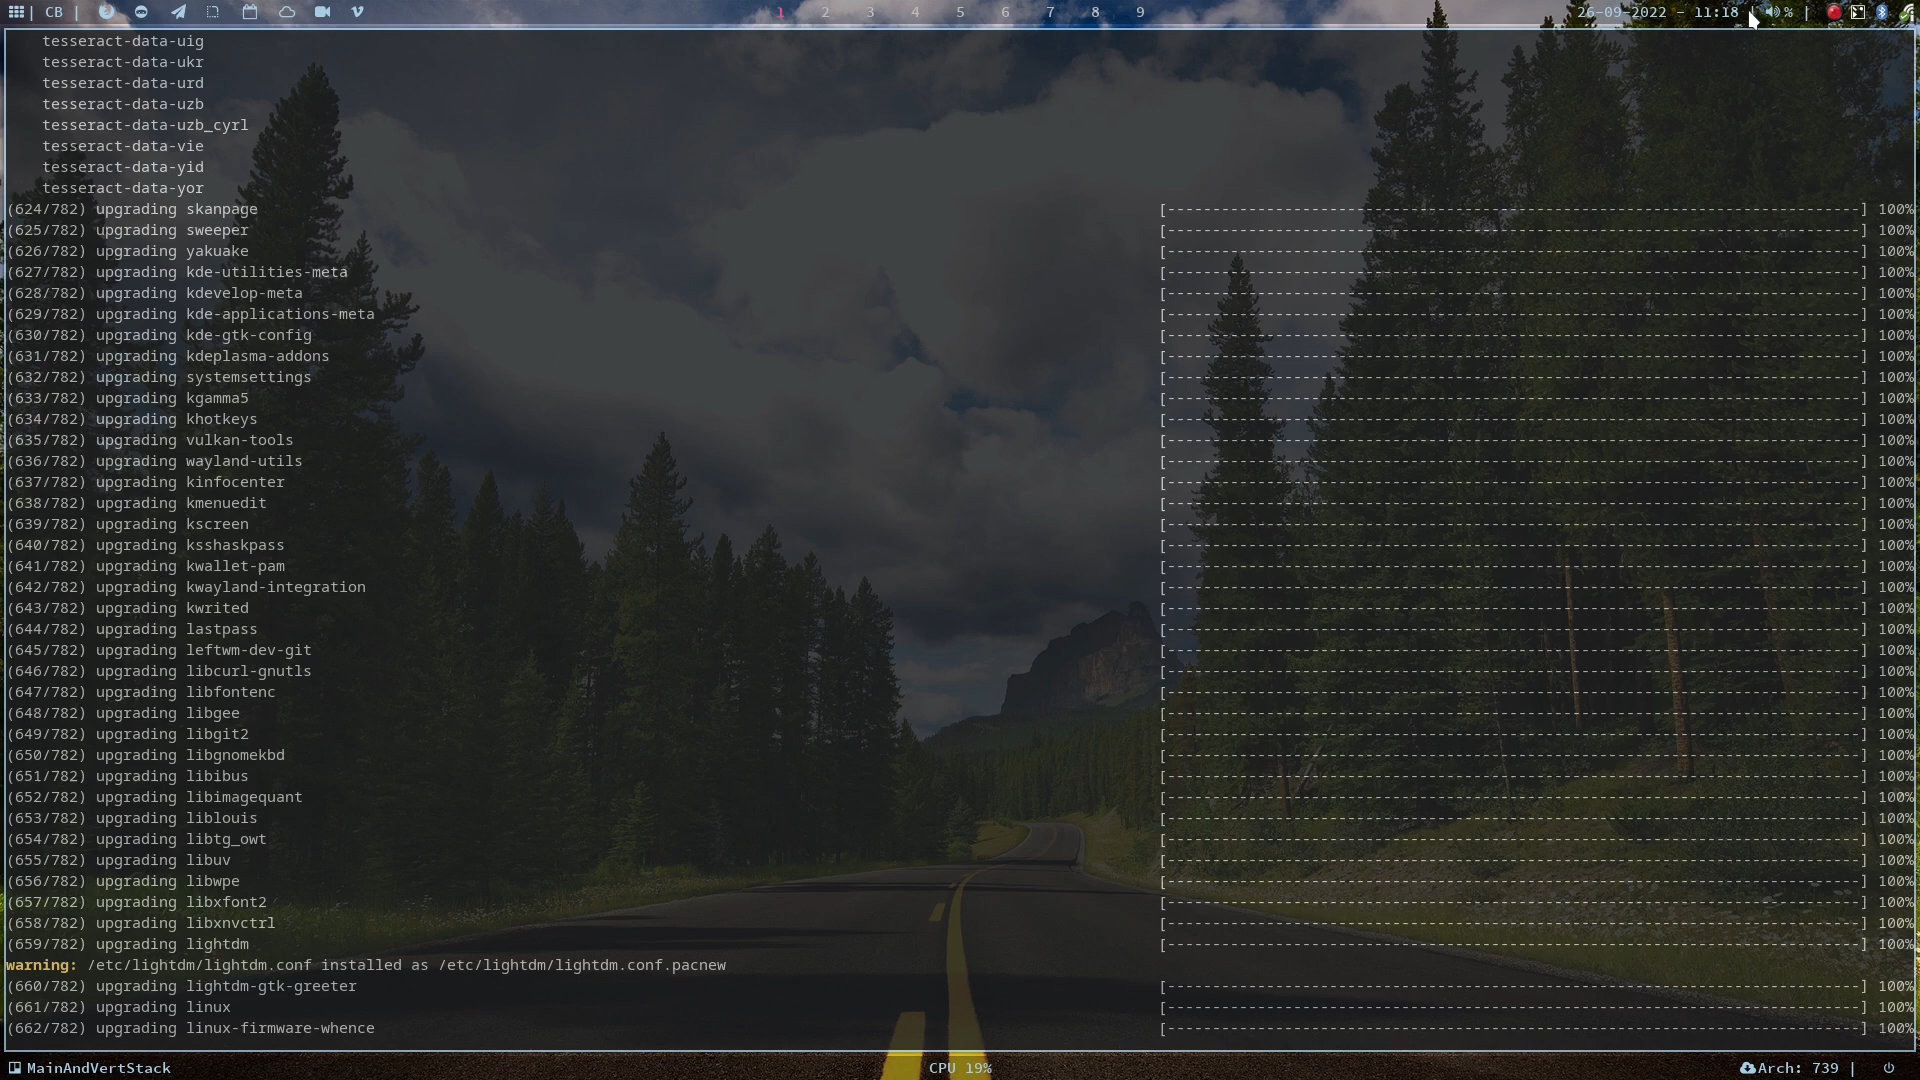 | CB |
1 2 3 4 5 6 7 8 9
26-09-2022 - 11:18 | % |
tesseract-data-uig
tesseract-data-ukr
tesseract-data-urd
tesseract-data-uzb
tesseract-data-uzb_cyrl
tesseract-data-vie
tesseract-data-yid
tesseract-data-yor
(624/782) upgrading skanpage [----------------------------------------------------------------------------] 100%
(625/782) upgrading sweeper [----------------------------------------------------------------------------] 100%
(626/782) upgrading yakuake [----------------------------------------------------------------------------] 100%
(627/782) upgrading kde-utilities-meta [----------------------------------------------------------------------------] 100%
(628/782) upgrading kdevelop-meta [----------------------------------------------------------------------------] 100%
(629/782) upgrading kde-applications-meta [----------------------------------------------------------------------------] 100%
(630/782) upgrading kde-gtk-config [----------------------------------------------------------------------------] 100%
(631/782) upgrading kdeplasma-addons [----------------------------------------------------------------------------] 100%
(632/782) upgrading systemsettings [----------------------------------------------------------------------------] 100%
(633/782) upgrading kgamma5 [----------------------------------------------------------------------------] 100%
(634/782) upgrading khotkeys [----------------------------------------------------------------------------] 100%
(635/782) upgrading vulkan-tools [----------------------------------------------------------------------------] 100%
(636/782) upgrading wayland-utils [----------------------------------------------------------------------------] 100%
(637/782) upgrading kinfocenter [----------------------------------------------------------------------------] 100%
(638/782) upgrading kmenuedit [----------------------------------------------------------------------------] 100%
(639/782) upgrading kscreen [----------------------------------------------------------------------------] 100%
(640/782) upgrading ksshaskpass [----------------------------------------------------------------------------] 100%
(641/782) upgrading kwallet-pam [----------------------------------------------------------------------------] 100%
(642/782) upgrading kwayland-integration [----------------------------------------------------------------------------] 100%
(643/782) upgrading kwrited [----------------------------------------------------------------------------] 100%
(644/782) upgrading lastpass [----------------------------------------------------------------------------] 100%
(645/782) upgrading leftwm-dev-git [----------------------------------------------------------------------------] 100%
(646/782) upgrading libcurl-gnutls [----------------------------------------------------------------------------] 100%
(647/782) upgrading libfontenc [----------------------------------------------------------------------------] 100%
(648/782) upgrading libgee [----------------------------------------------------------------------------] 100%
(649/782) upgrading libgit2 [----------------------------------------------------------------------------] 100%
(650/782) upgrading libgnomekbd [----------------------------------------------------------------------------] 100%
(651/782) upgrading libibus [----------------------------------------------------------------------------] 100%
(652/782) upgrading libimagequant [----------------------------------------------------------------------------] 100%
(653/782) upgrading liblouis [----------------------------------------------------------------------------] 100%
(654/782) upgrading libtg_owt [----------------------------------------------------------------------------] 100%
(655/782) upgrading libuv [----------------------------------------------------------------------------] 100%
(656/782) upgrading libwpe [----------------------------------------------------------------------------] 100%
(657/782) upgrading libxfont2 [----------------------------------------------------------------------------] 100%
(658/782) upgrading libxnvctrl [----------------------------------------------------------------------------] 100%
(659/782) upgrading lightdm [----------------------------------------------------------------------------] 100%
warning: /etc/lightdm/lightdm.conf installed as /etc/lightdm/lightdm.conf.pacnew
(660/782) upgrading lightdm-gtk-greeter [----------------------------------------------------------------------------] 100%
(661/782) upgrading linux [----------------------------------------------------------------------------] 100%
(662/782) upgrading linux-firmware-whence [----------------------------------------------------------------------------] 100%
MainAndVertStack
CPU 19%
Arch: 739 |